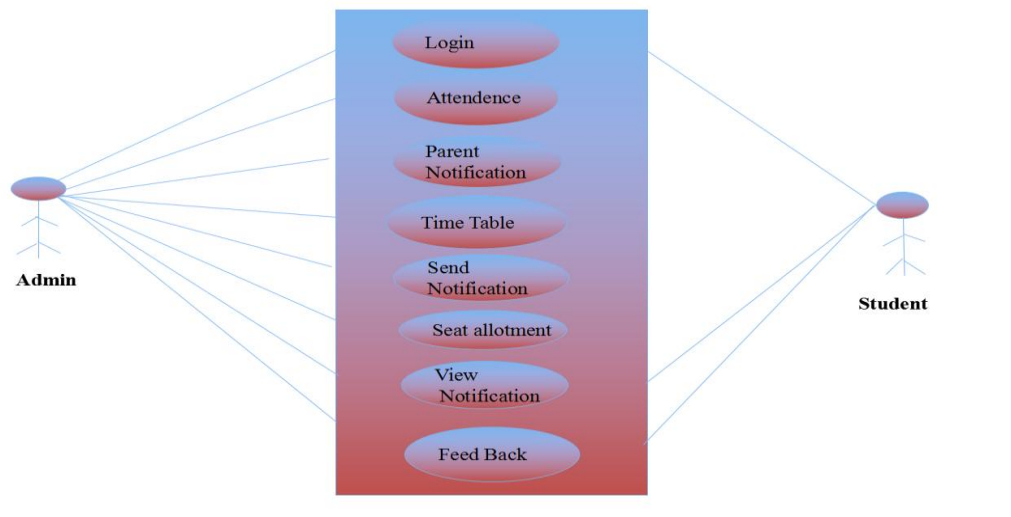 Login
Attendence
Parent
Notification
Time Table
Send
Notification
Seat allotment
View
Notification
Feed Back
Admin
Student